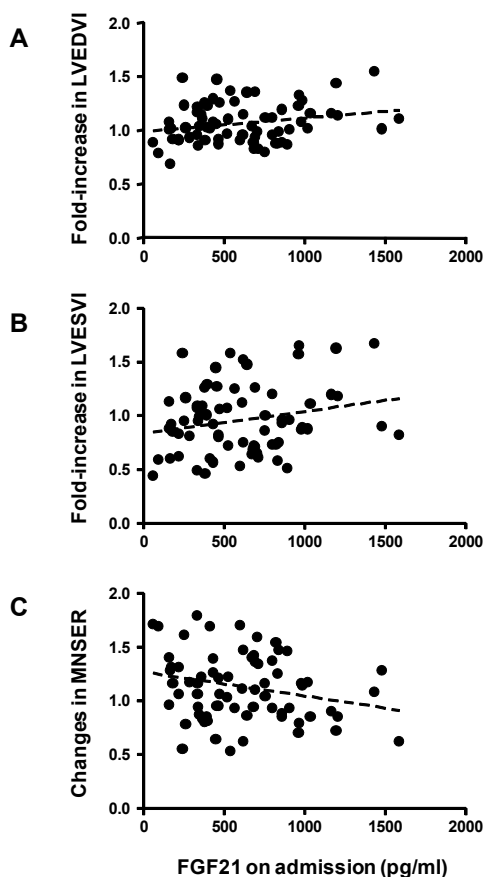 A
Fold-increase in LVEDVI
2.0
1.5
1.0
0.5
0.0
0 500 1000 1500 2000
B
Fold-increase in LVESVI
2.0
1.5
1.0
0.5
0.0
0 500 1000 1500 2000
C
Changes in MNSER
2.0
1.5
1.0
0.5
0.0
0 500 1000 1500 2000
FGF21 on admission (pg/ml)